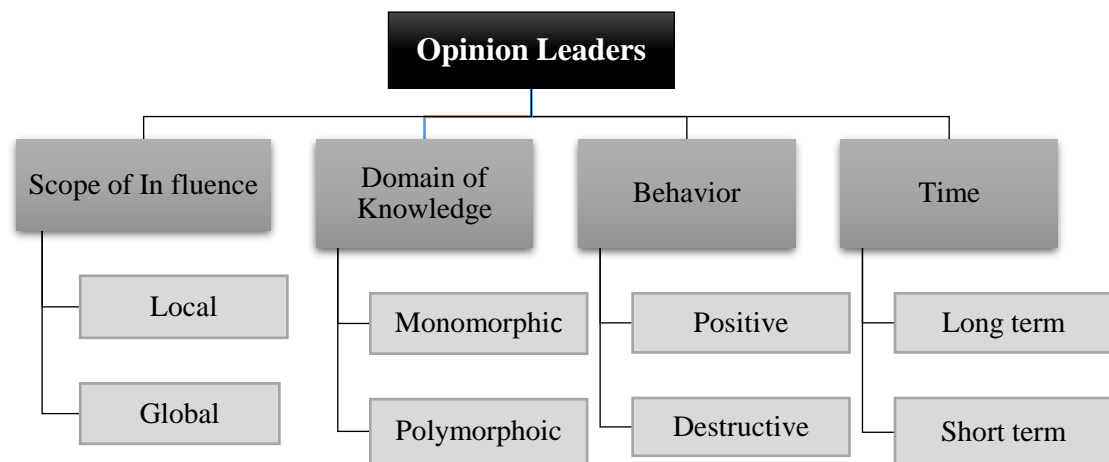 Opinion Leaders
Scope of In fluence
Domain of
Knowledge
Behavior
Time
Local
Monomorphic
Positive
Long term
Global
Polymorphoic
Destructive
Short term